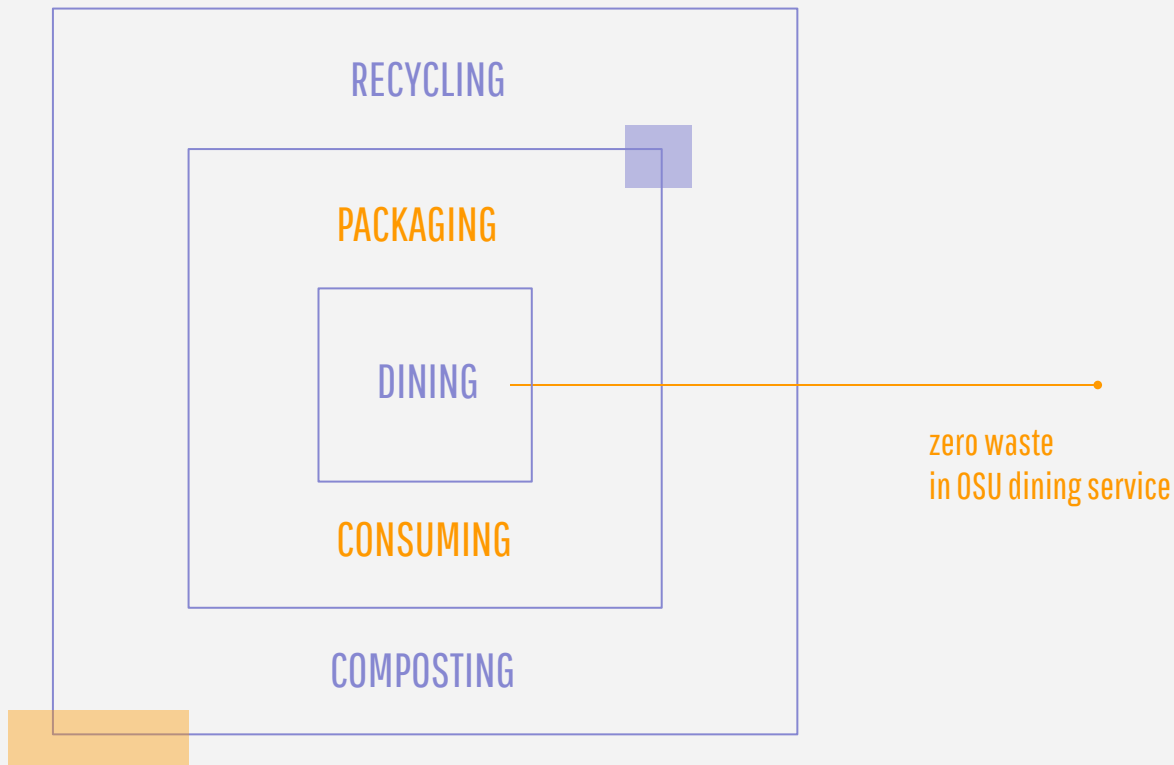 RECYCLING
PACKAGING
DINING
zero waste
in OSU dining service
CONSUMING
COMPOSTING